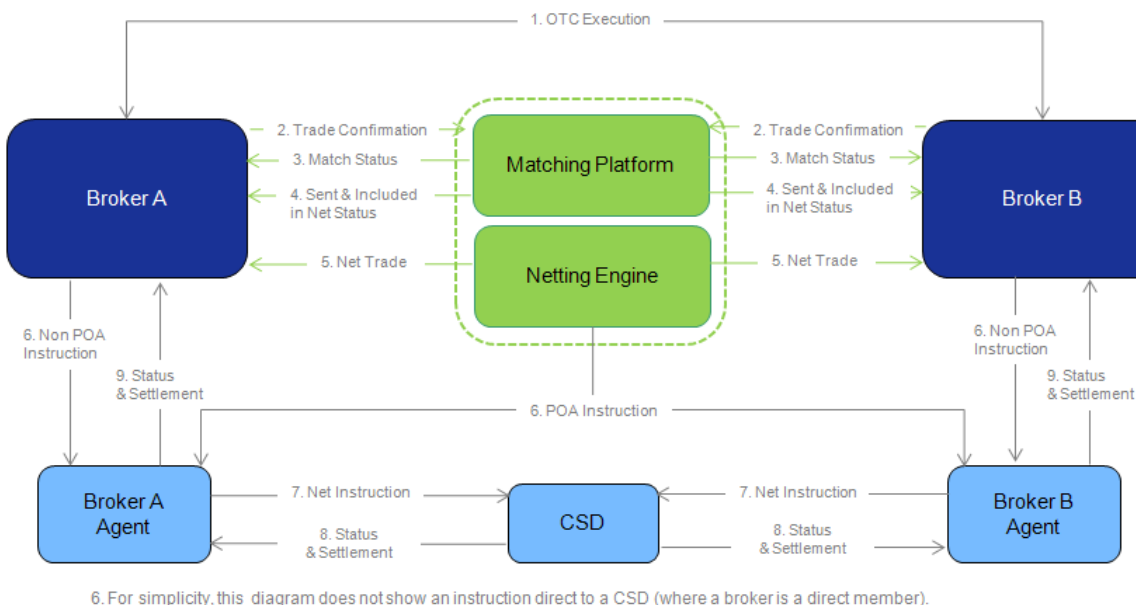 1. OTC Execution
2. Trade Confimation
2. Trade Confirmation
3. Match Status
Matching Platform
3. Match Status
Broker A
4. Sent & Included
in Net Status
4. Sent & Included
in Net Status
Broker B
5. Net Trade
Netting Engine
5. Net Trade
6. Non POA
Instruction
9. Status
& Settlement
6. Non POA
Instruction
9. Status
& Settlement
6. POA Instruction
Broker A
Agent
7. Net Instruction
8. Status
& Settlement
CSD
7. Net Instruction
8. Status
& Settlement
Broker B
Agent
6. For simplicity, this diagram does not show an instruction direct to a CSD (where a broker is a direct member).